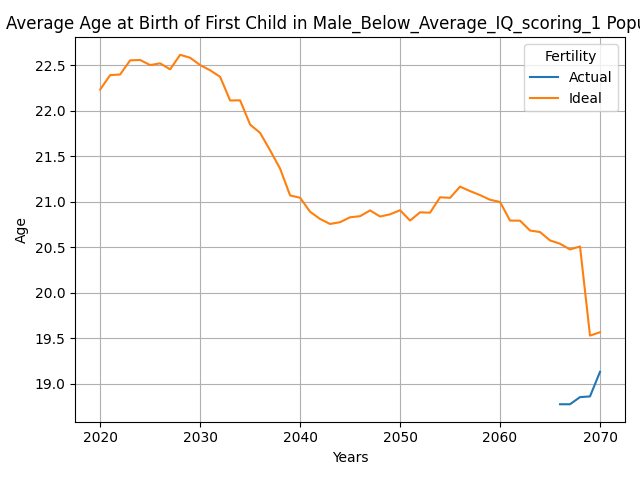 Average Age at Birth of First Child in Male_Below_Average_IQ_scoring_1 Popu
Fertility
Actual
Ideal
22.5
22.0
21.5
21.0
20.5
20.0
19.5
19.0
Age
2020 2030 2040 2050 2060 2070
Years